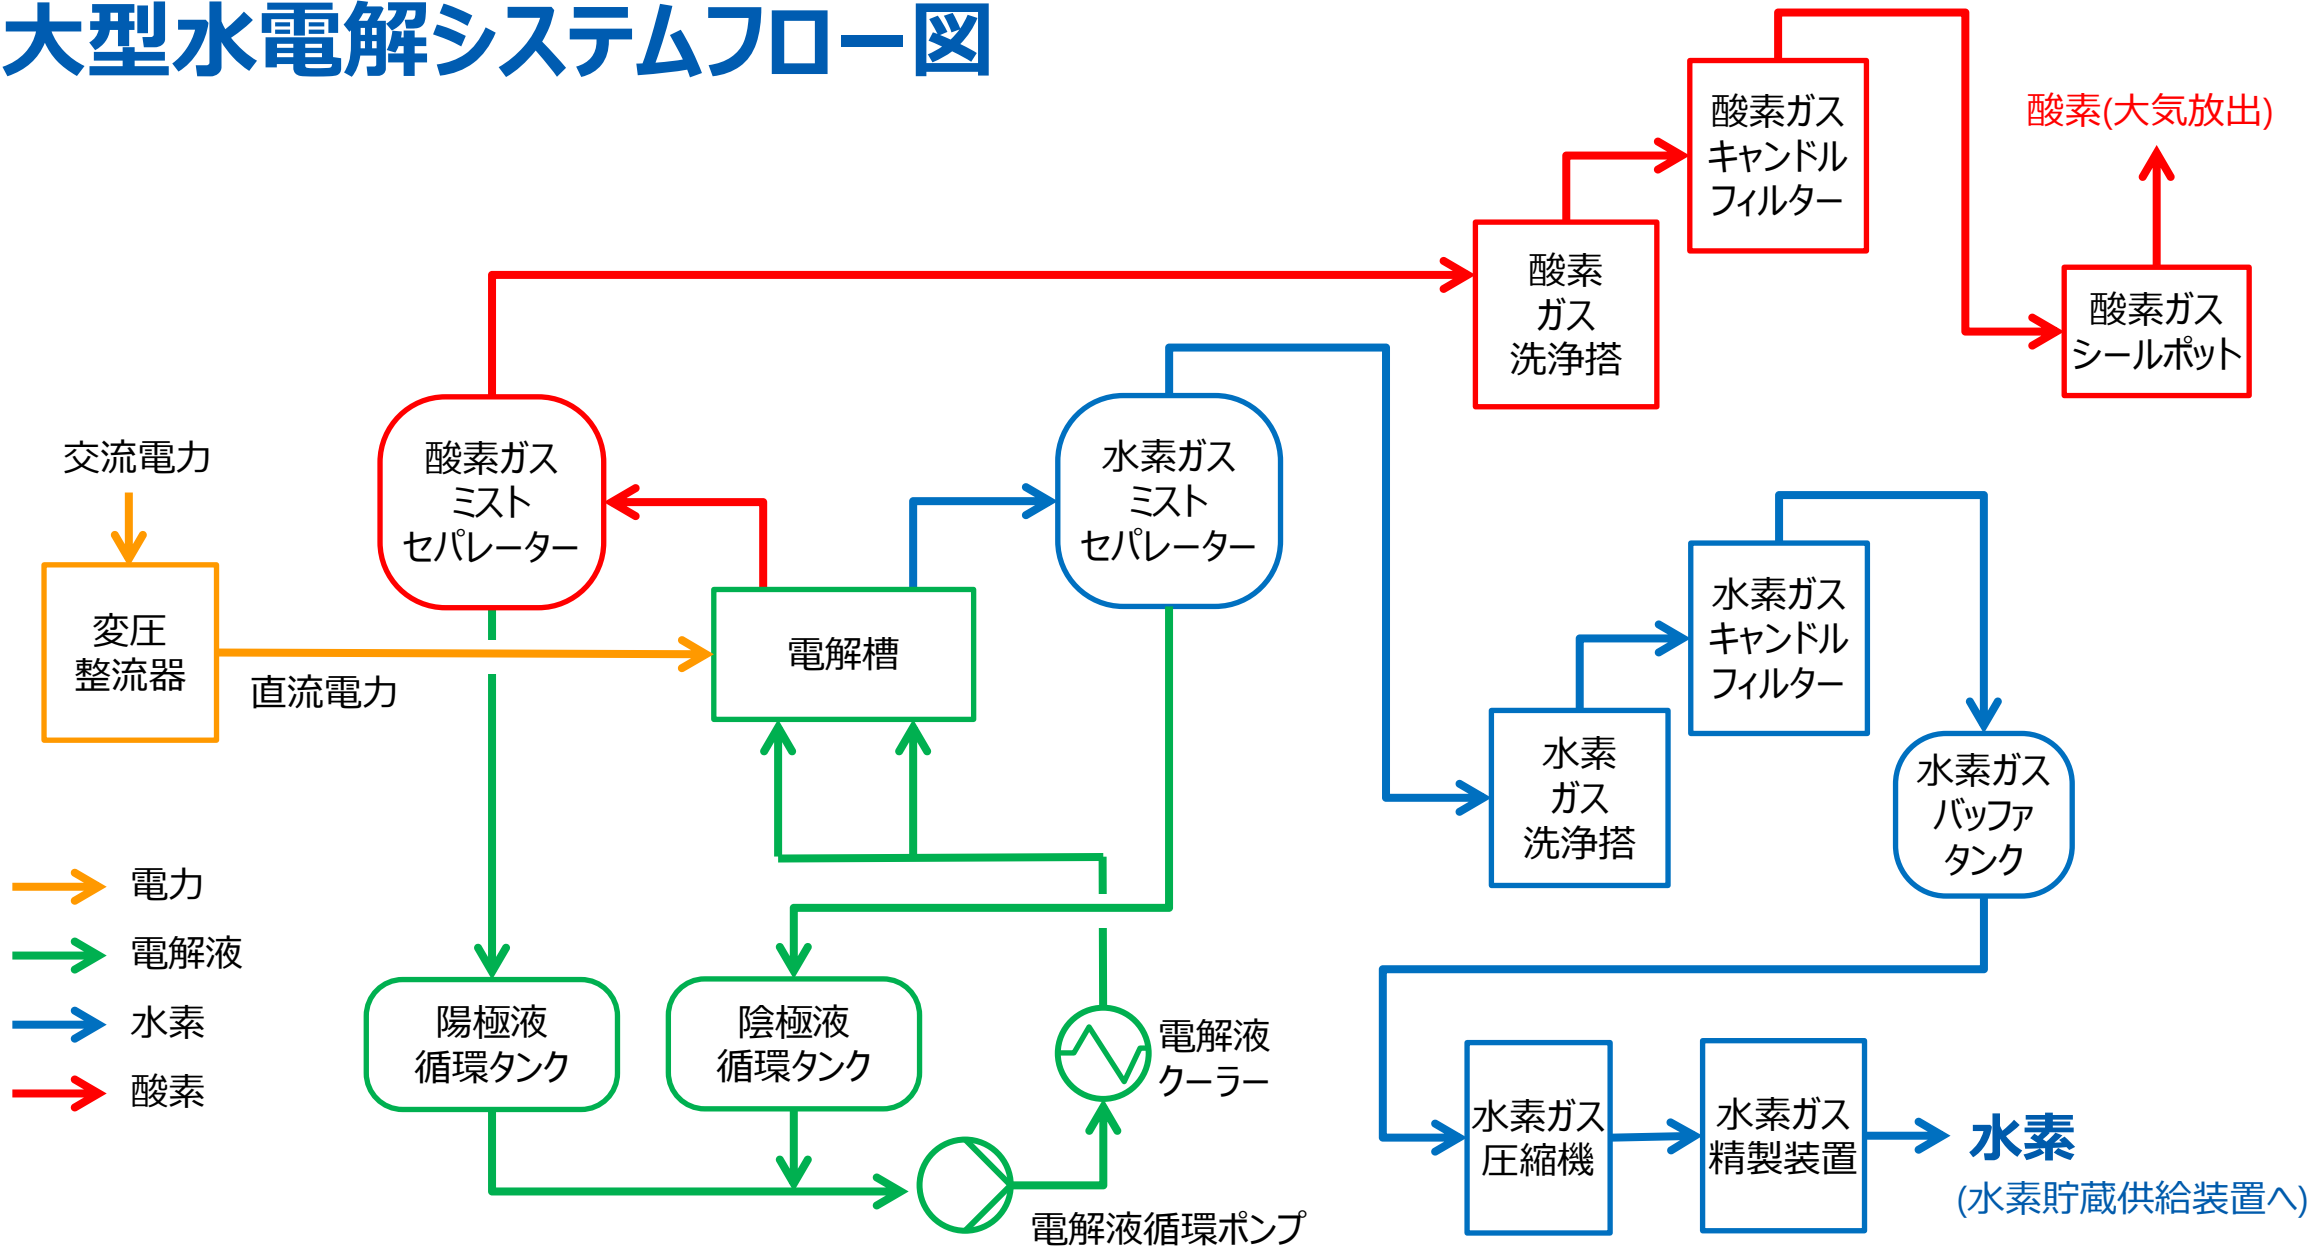 大型水電解システムフロー図
酸素ガス
キャンドル
フィルター
酸素(大気放出)
酸素
ガス
洗浄搭
酸素ガス
シールポット
交流電力
酸素ガス
ミスト
セパレーター
水素ガス
ミスト
セパレーター
変圧
整流器
直流電力
電解槽
水素ガス
キャンドル
フィルター
水素
ガス
洗浄搭
水素ガス
バッファ
タンク
電力
電解液
水素
酸素
陽極液
循環タンク
陰極液
循環タンク
電解液
クーラー
電解液循環ポンプ
水素ガス
圧縮機
水素ガス
精製装置
水素
(水素貯蔵供給装置へ)